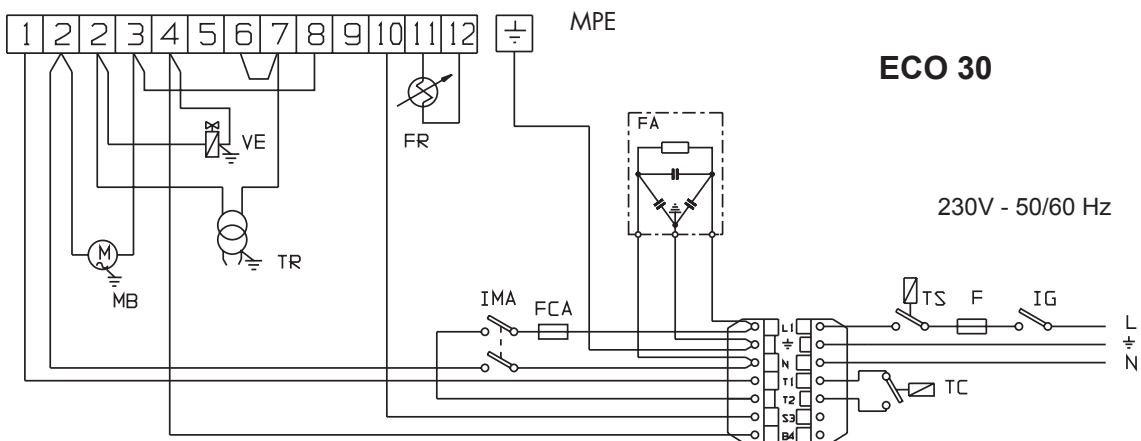 MPE
1 2 2 3 4 5 6 7 8 9 10 11 12
ECO 30
FA
VE
FR
230V - 50/60 Hz
TR
MB
M
IMA
FCA
TS
F
IG
L1
N
T1
T2
S3
B4
L
N
TC